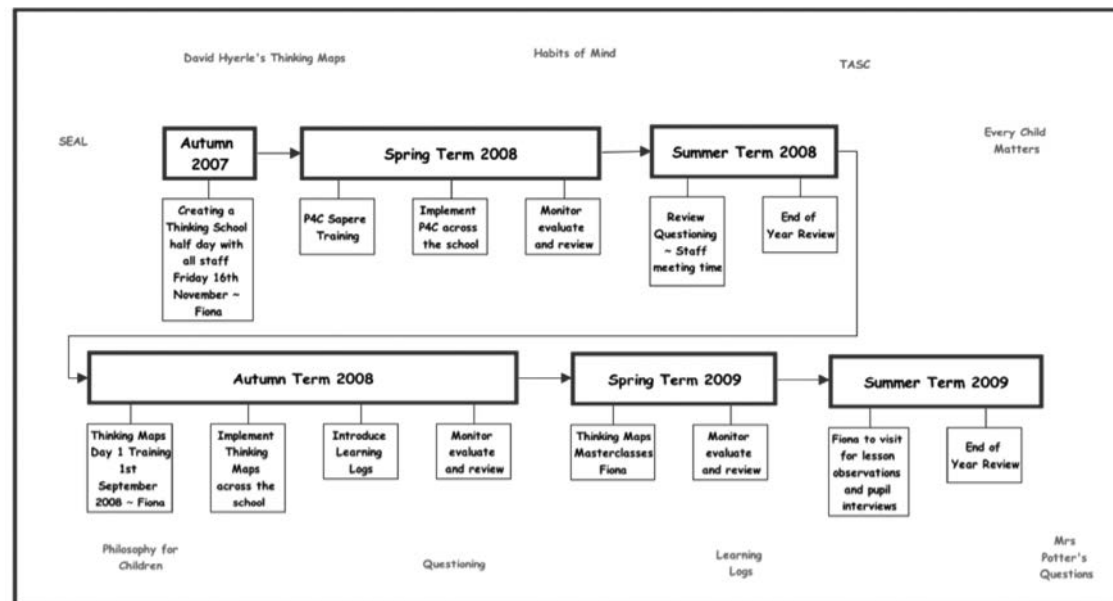 David Hyerle's Thinking Maps
Habits of Mind
TASC
SEAL
Every Child
Matters
Autumn
2007
Spring Term 2008
Summer Term 2008
Creating a
Thinking School
half day with
all staff
Friday 16th
November ~
Fiona
P4C Sapere
Training
Implement
P4C across
the school
Monitor
evaluate
and review
Review
Questioning
~ Staff
meeting time
End of
Year Review
Autumn Term 2008
Spring Term 2009
Summer Term 2009
Thinking Maps
Day 1 Training
1st
September
2008 ~ Fiona
Implement
Thinking
Maps
across the
school
Introduce
Learning
Logs
Monitor
evaluate
and review
Thinking Maps
Masterclasses
Fiona
Monitor
evaluate
and review
Fiona to visit
for lesson
observations
and pupil
interviews
End of
Year Review
Philosophy for
Children
Questioning
Learning
Logs
Mrs
Potter's
Questions